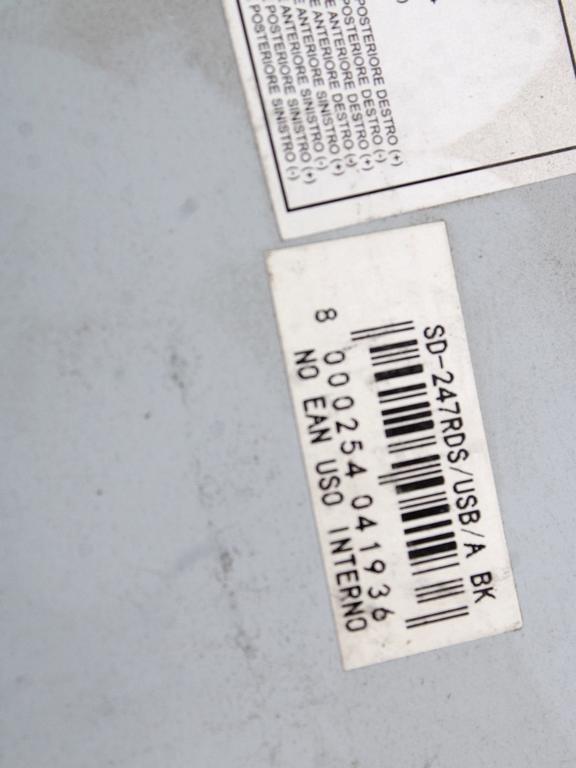 POSTERIORE DESTRO (+)
POSTERIORE DESTRO (-)
ANTERIORE DESTRO (+)
ANTERIORE DESTRO (-)
E ANTERIORE SINISTRO (+)
E ANTERIORE SINISTRO (-)
POSTERIORE SINISTRO (+)
POSTERIORE SINISTRO (-)
SD-247RDS/USB/A BK
8 000254 041936
NO EAN USO INTERNO